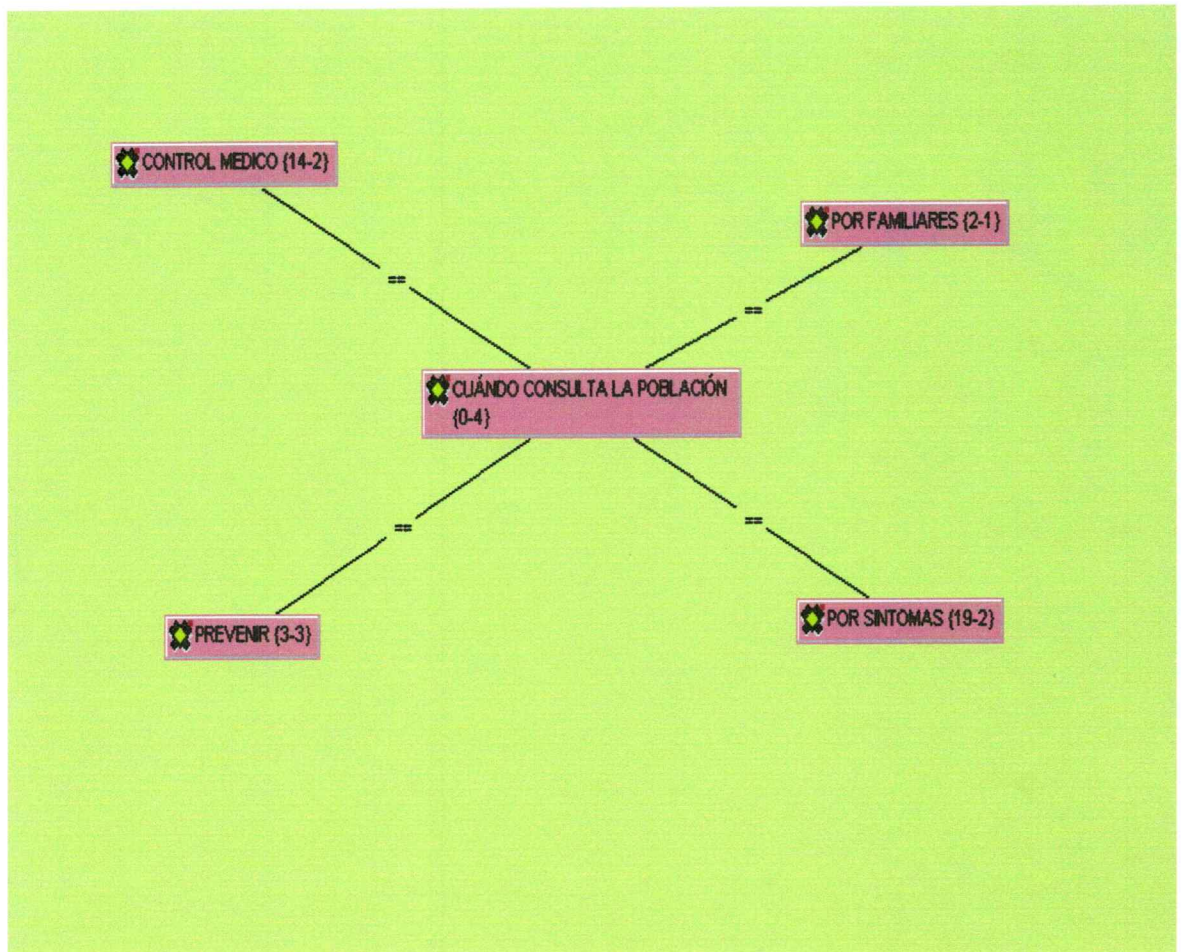 CONTROL MEDICO {14-2}
POR FAMILIARES {2-1}
==
==
CUÁNDO CONSULTA LA POBLACIÓN
{0-4}
==
==
PREVENIR {3-3}
POR SINTOMAS {19-2}